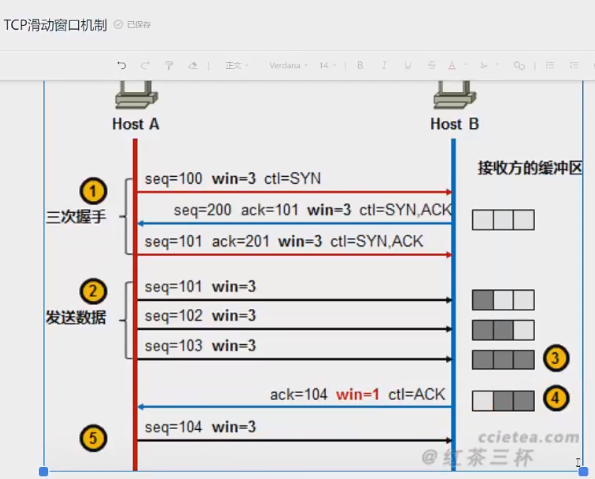 TCP滑动窗口机制 已保存
正文 Verdana 14 B I U S A
Host A
Host B
接收方的缓冲区
1
三次握手
seq=100 win=3 ctl=SYN
seq=200 ack=101 win=3 ctl=SYN,ACK
seq=101 ack=201 win=3 ctl=SYN,ACK
2
发送数据
seq=101 win=3
seq=102 win=3
seq=103 win=3
3
ack=104 win=1 ctl=ACK
4
5
seq=104 win=3
ccietea.com
@红茶三杯